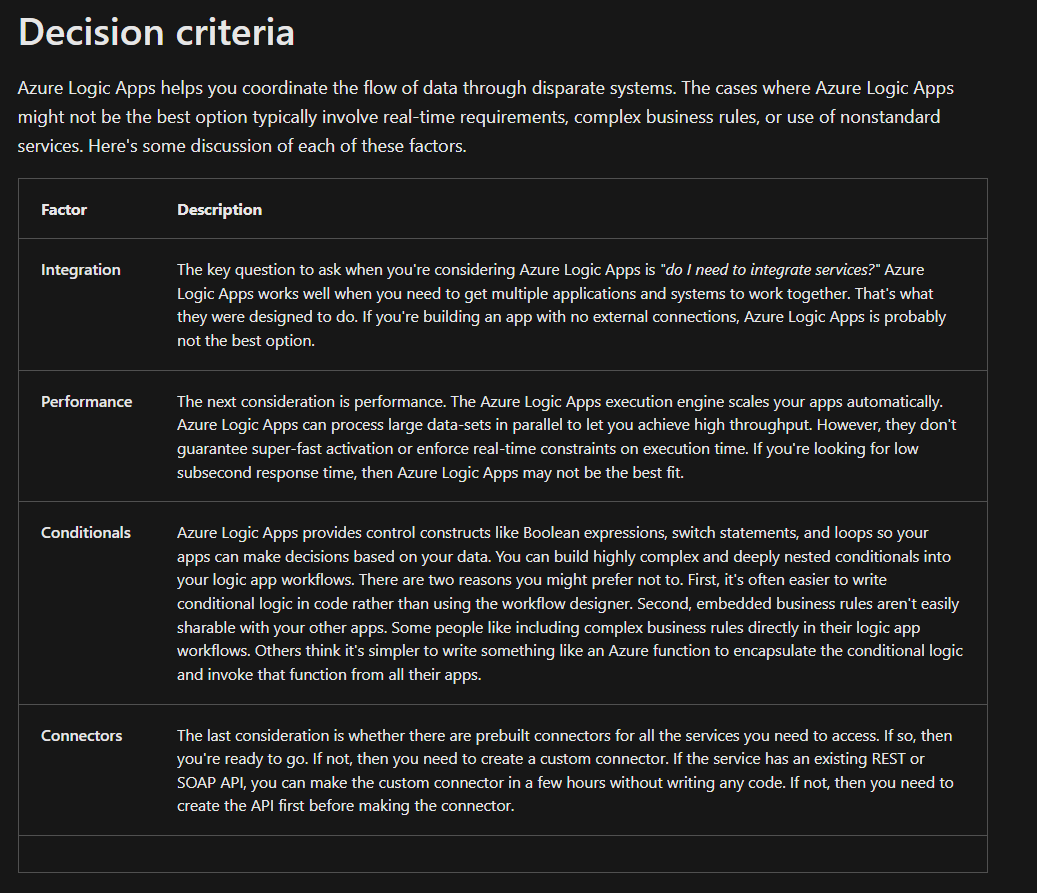 Decision criteria
Azure Logic Apps helps you coordinate the flow of data through disparate systems. The cases where Azure Logic Apps
might not be the best option typically involve real-time requirements, complex business rules, or use of nonstandard
services. Here's some discussion of each of these factors.
Factor Description
Integration The key question to ask when you're considering Azure Logic Apps is "do I need to integrate services?" Azure
Logic Apps works well when you need to get multiple applications and systems to work together. That's what
they were designed to do. If you're building an app with no external connections, Azure Logic Apps is probably
not the best option.
Performance The next consideration is performance. The Azure Logic Apps execution engine scales your apps automatically.
Azure Logic Apps can process large data-sets in parallel to let you achieve high throughput. However, they don't
guarantee super-fast activation or enforce real-time constraints on execution time. If you're looking for low
subsecond response time, then Azure Logic Apps may not be the best fit.
Conditionals Azure Logic Apps provides control constructs like Boolean expressions, switch statements, and loops so your
apps can make decisions based on your data. You can build highly complex and deeply nested conditionals into
your logic app workflows. There are two reasons you might prefer not to. First, it's often easier to write
conditional logic in code rather than using the workflow designer. Second, embedded business rules aren't easily
sharable with your other apps. Some people like including complex business rules directly in their logic app
workflows. Others think it's simpler to write something like an Azure function to encapsulate the conditional logic
and invoke that function from all their apps.
Connectors The last consideration is whether there are prebuilt connectors for all the services you need to access. If so, then
you're ready to go. If not, then you need to create a custom connector. If the service has an existing REST or
SOAP API, you can make the custom connector in a few hours without writing any code. If not, then you need to
create the API first before making the connector.